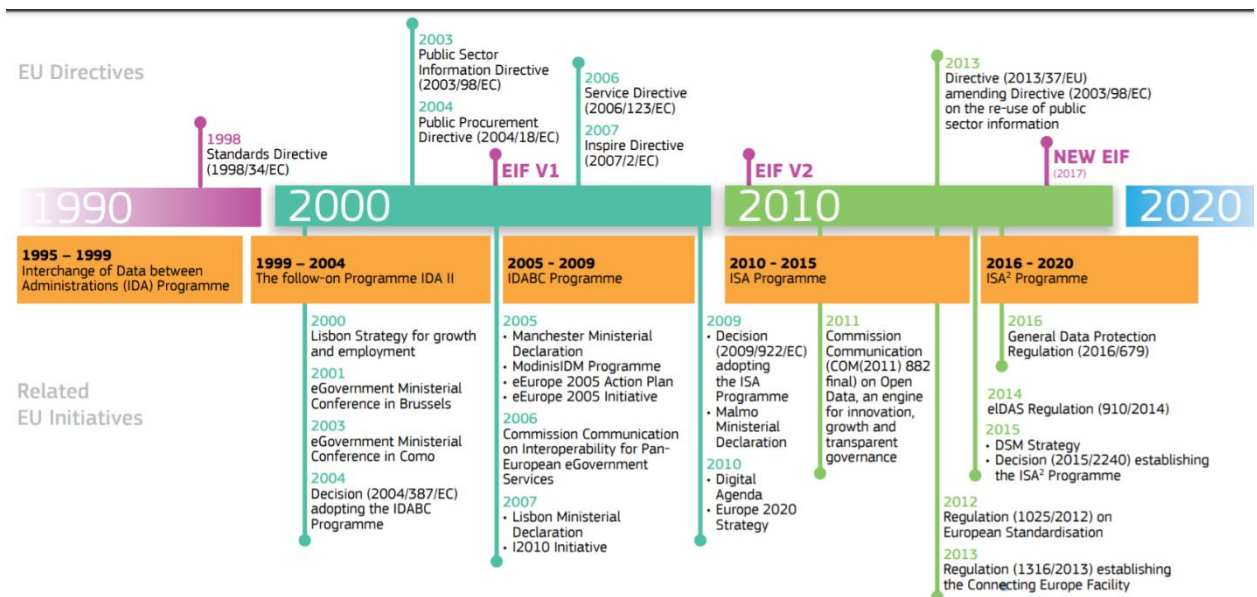 EU Directives
1998
Standards Directive
(1998/34/EC)
2003
Public Sector
Information Directive
(2003/98/EC)
2004
Public Procurement
Directive (2004/18/EC)
EIF V1
2006
Service Directive
(2006/123/EC)
2007
Inspire Directive
(2007/2/EC)
EIF V2
2013
Directive (2013/37/EU)
amending Directive (2003/98/EC)
on the re-use of public
sector information
NEW EIF
(2017)
1990
2000
2010
2020
1995 – 1999
Interchange of Data between
Administrations (IDA) Programme
1999 – 2004
The follow-on Programme IDA II
2005 - 2009
IDABC Programme
2010 - 2015
ISA Programme
2016 - 2020
ISA² Programme
Related
EU Initiatives
2000
Lisbon Strategy for growth
and employment
2001
eGovernment Ministerial
Conference in Brussels
2003
eGovernment Ministerial
Conference in Como
2004
Decision (2004/387/EC)
adopting the IDABC
Programme
2005
• Manchester Ministerial
Declaration
• ModinisIDM Programme
• eEurope 2005 Action Plan
• eEurope 2005 Initiative
2006
Commission Communication
on Interoperability for Pan-
European eGovernment
Services
2007
• Lisbon Ministerial
Declaration
• I2010 Initiative
2009
• Decision
(2009/922/EC)
adopting
the ISA
Programme
• Malmo
Ministerial
Declaration
2010
• Digital
Agenda
• Europe 2020
Strategy
2011
Commission
Communication
(COM(2011) 882
final) on Open
Data, an engine
for innovation,
growth and
transparent
governance
2016
General Data Protection
Regulation (2016/679)
2014
eIDAS Regulation (910/2014)
2015
• DSM Strategy
• Decision (2015/2240) establishing
the ISA² Programme
2012
Regulation (1025/2012) on
European Standardisation
2013
Regulation (1316/2013) establishing
the Connecting Europe Facility